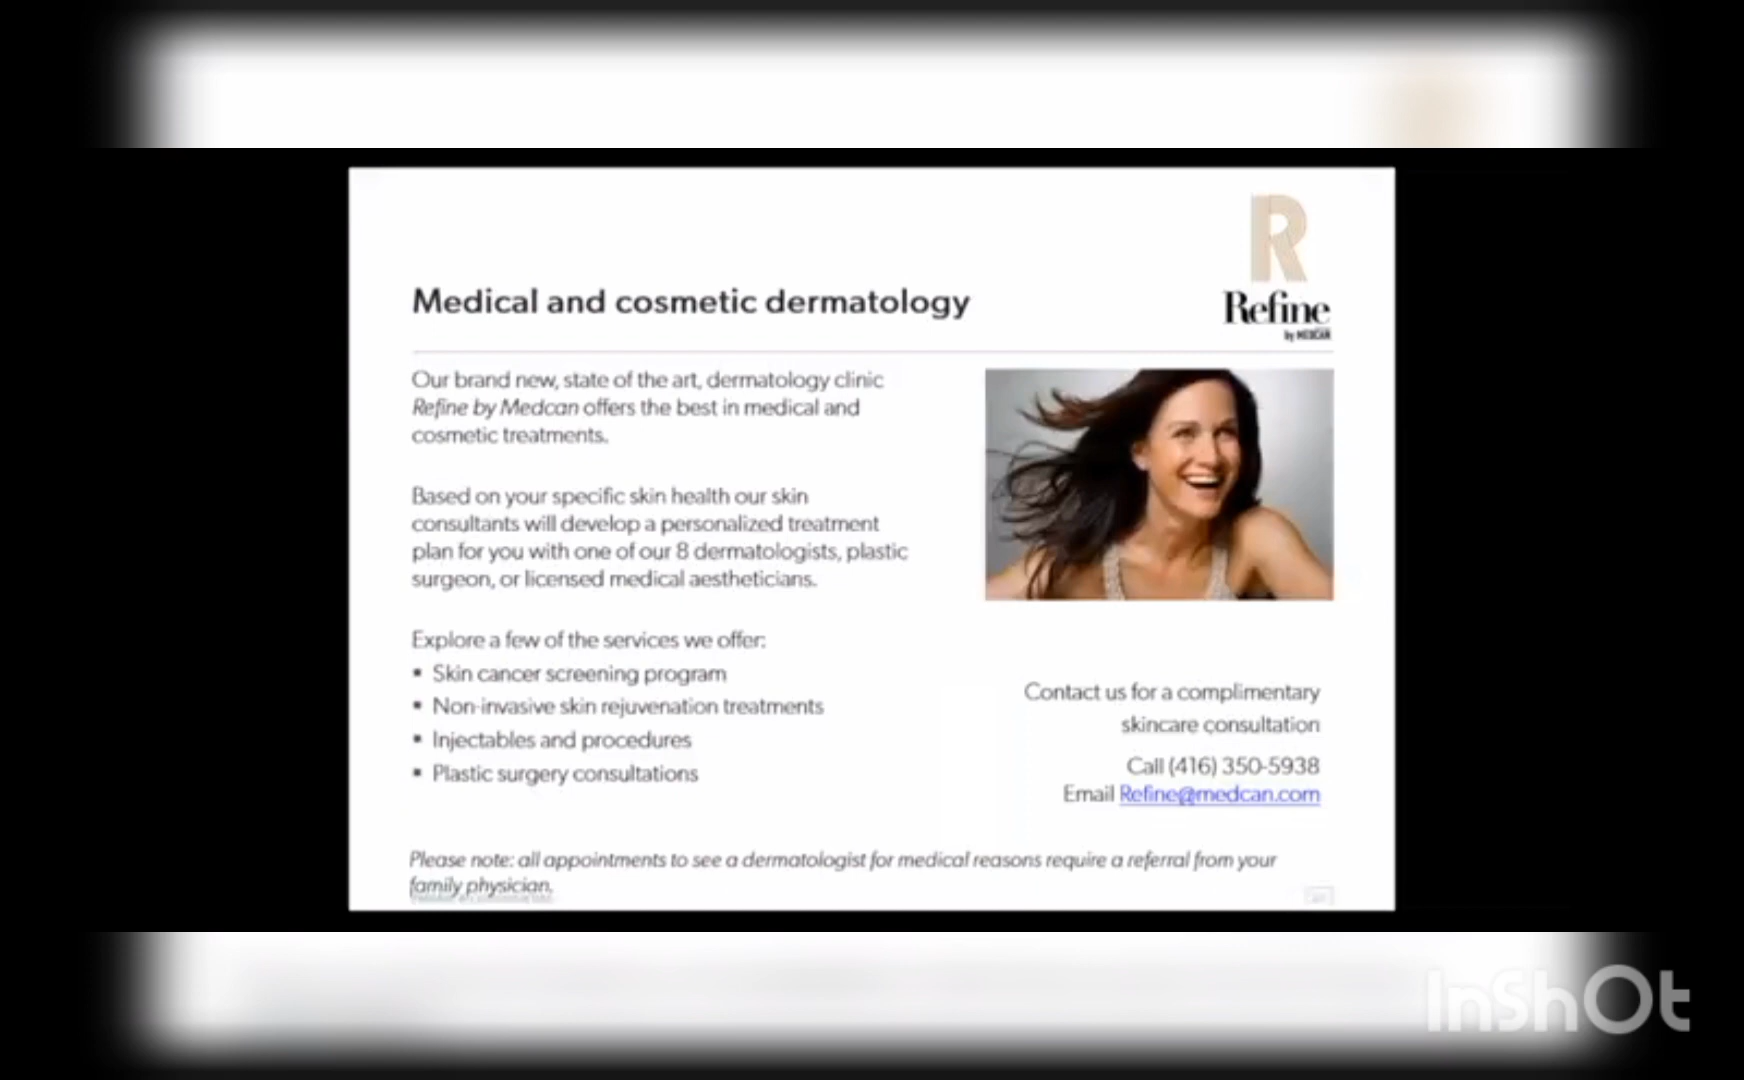 R
Refine
by MEDCAN
Medical and cosmetic dermatology
Our brand new, state of the art, dermatology clinic
Refine by Medcan offers the best in medical and
cosmetic treatments.
Based on your specific skin health our skin
consultants will develop a personalized treatment
plan for you with one of our 8 dermatologists, plastic
surgeon, or licensed medical aestheticians.
Explore a few of the services we offer:
▪ Skin cancer screening program
▪ Non-invasive skin rejuvenation treatments
▪ Injectables and procedures
▪ Plastic surgery consultations
Contact us for a complimentary
skincare consultation
Call (416) 350-5938
Email Refine@medcan.com
Please note: all appointments to see a dermatologist for medical reasons require a referral from your
family physician.
InShOt